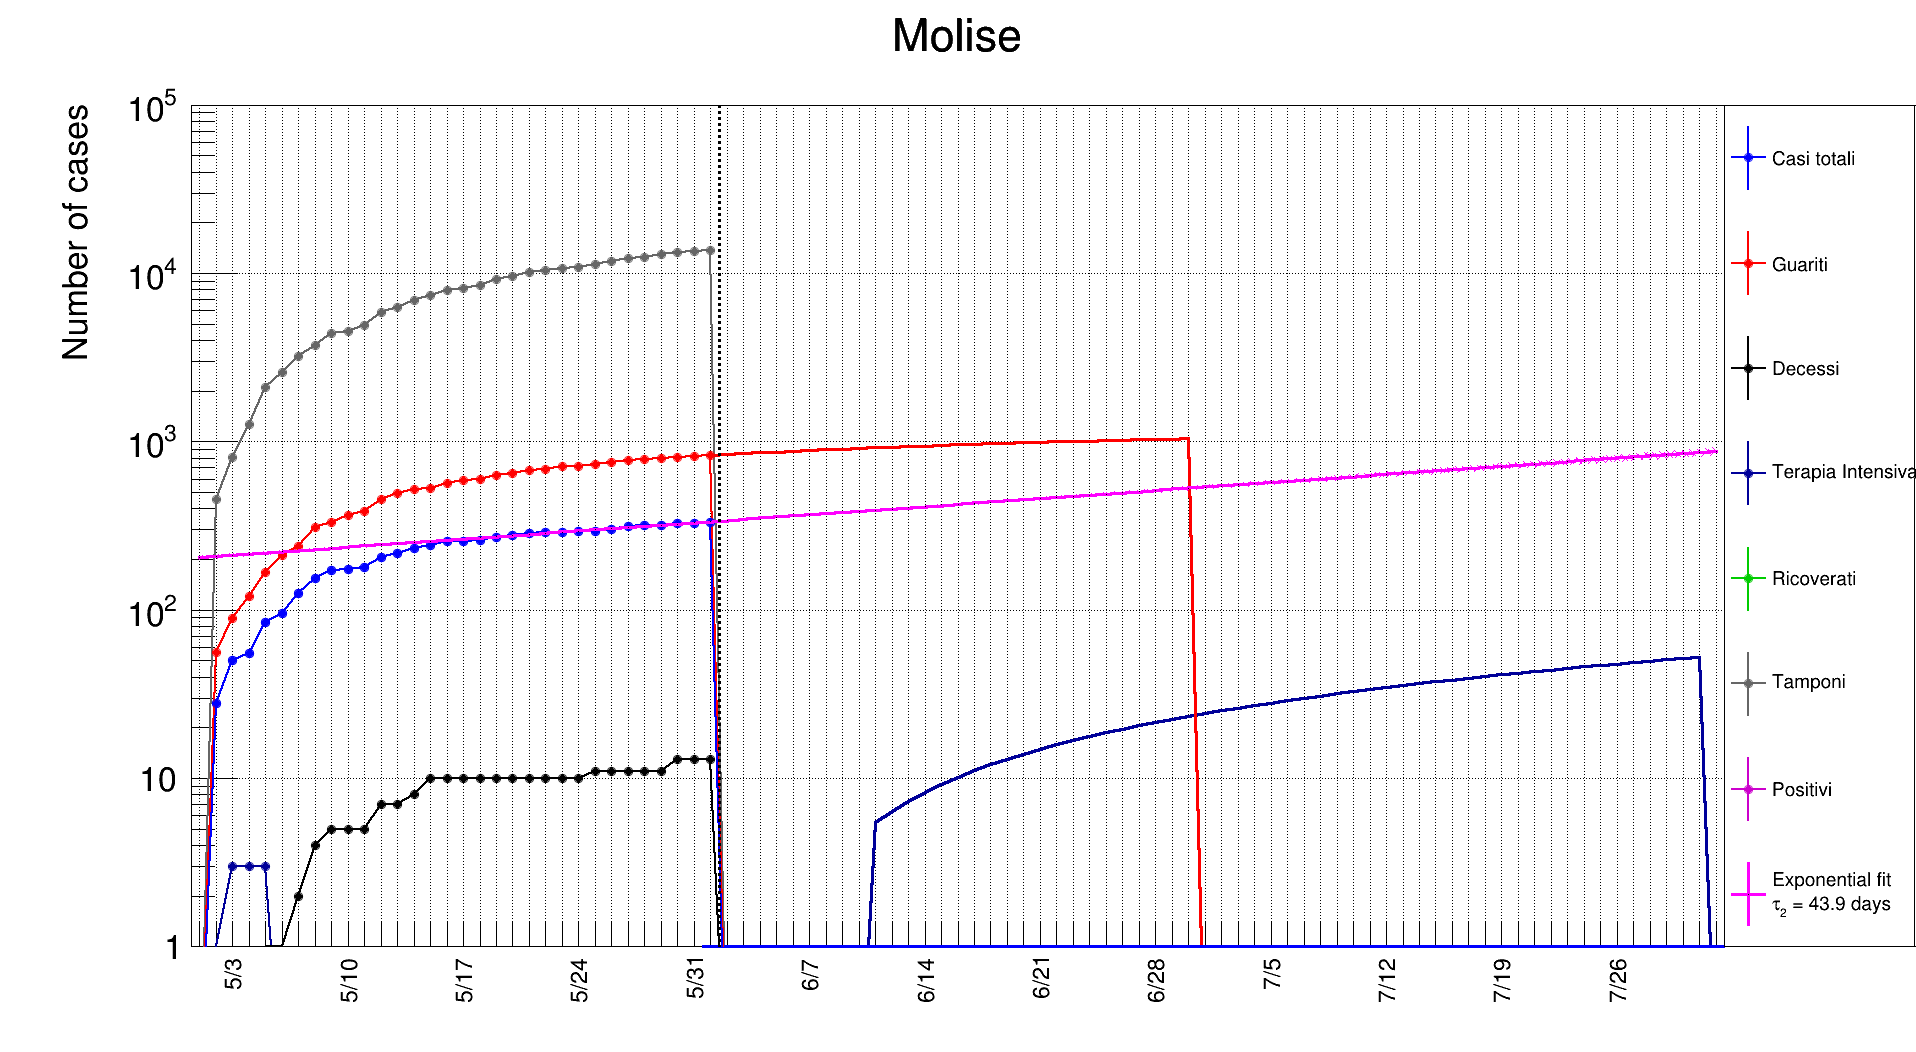 Molise
Number of cases
10^5
10^4
10^3
10^2
10
1
5/3
5/10
5/17
5/24
5/31
6/7
6/14
6/21
6/28
7/5
7/12
7/19
7/26
Casi totali
Guariti
Decessi
Terapia Intensiva
Ricoverati
Tamponi
Positivi
Exponential fit
τ₂ = 43.9 days